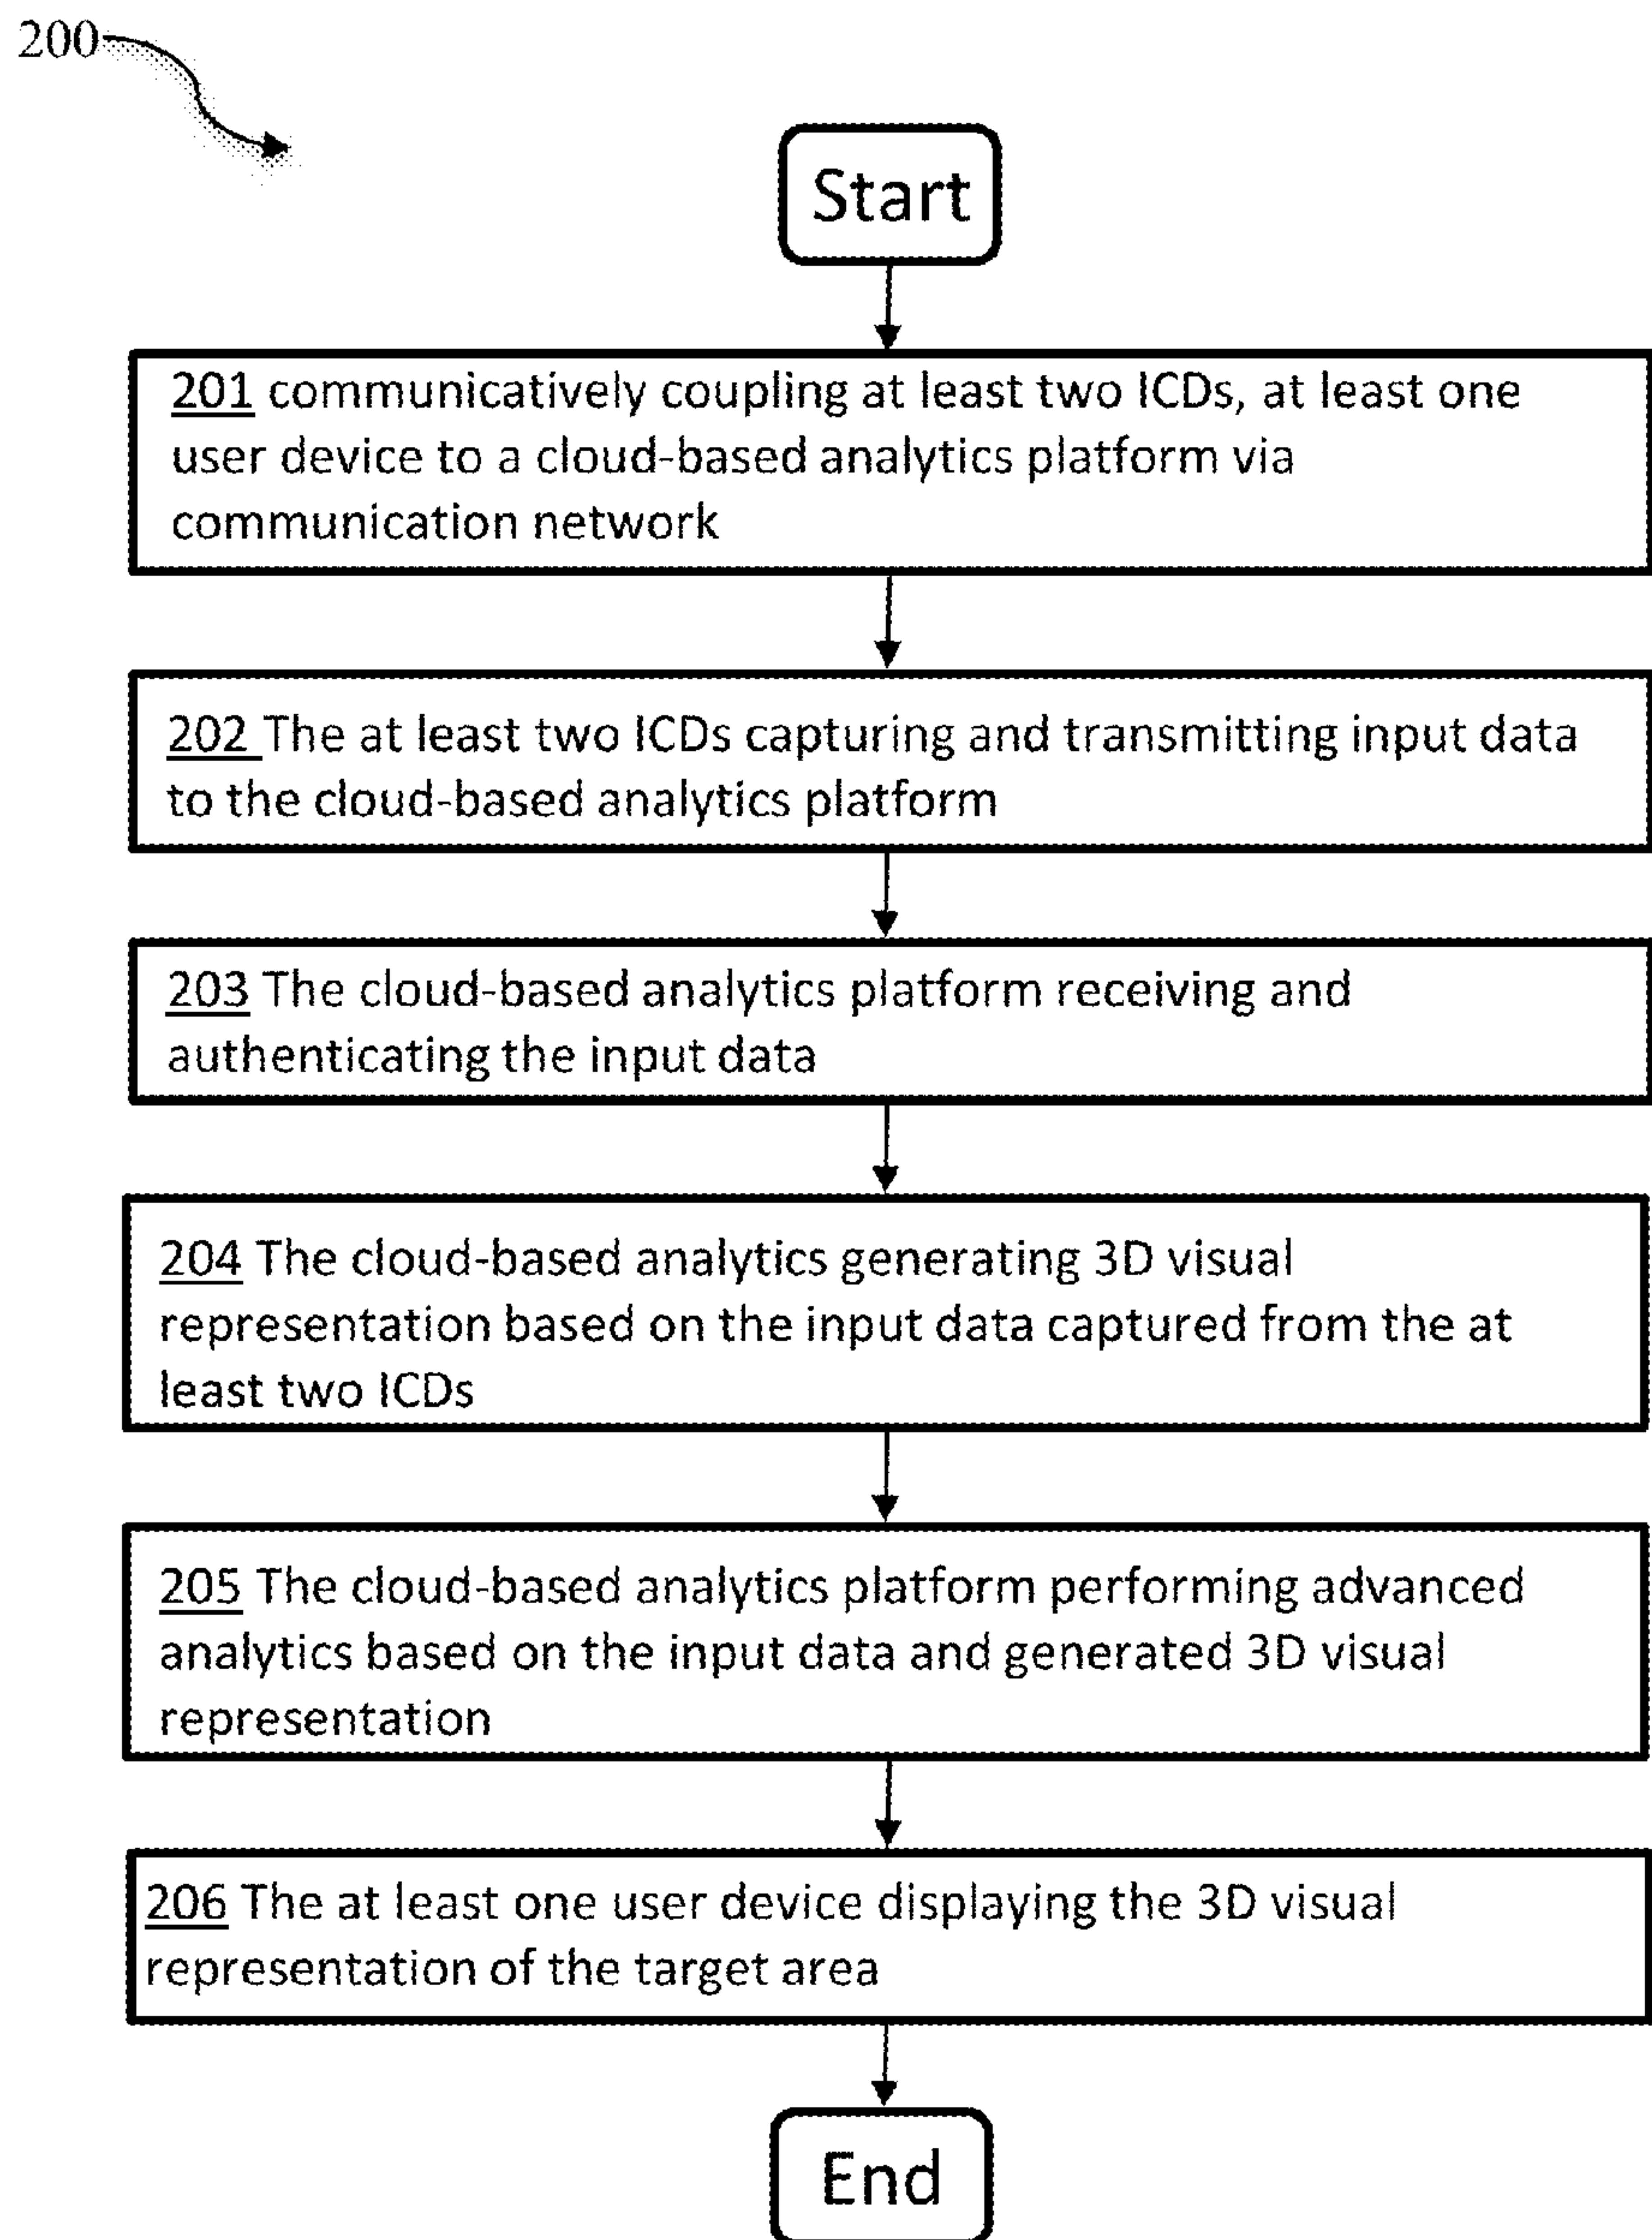 200
Start
201 communicatively coupling at least two ICDs, at least one
user device to a cloud-based analytics platform via
communication network
202 The at least two ICDs capturing and transmitting input data
to the cloud-based analytics platform
203 The cloud-based analytics platform receiving and
authenticating the input data
204 The cloud-based analytics generating 3D visual
representation based on the input data captured from the at
least two ICDs
205 The cloud-based analytics platform performing advanced
analytics based on the input data and generated 3D visual
representation
206 The at least one user device displaying the 3D visual
representation of the target area
End